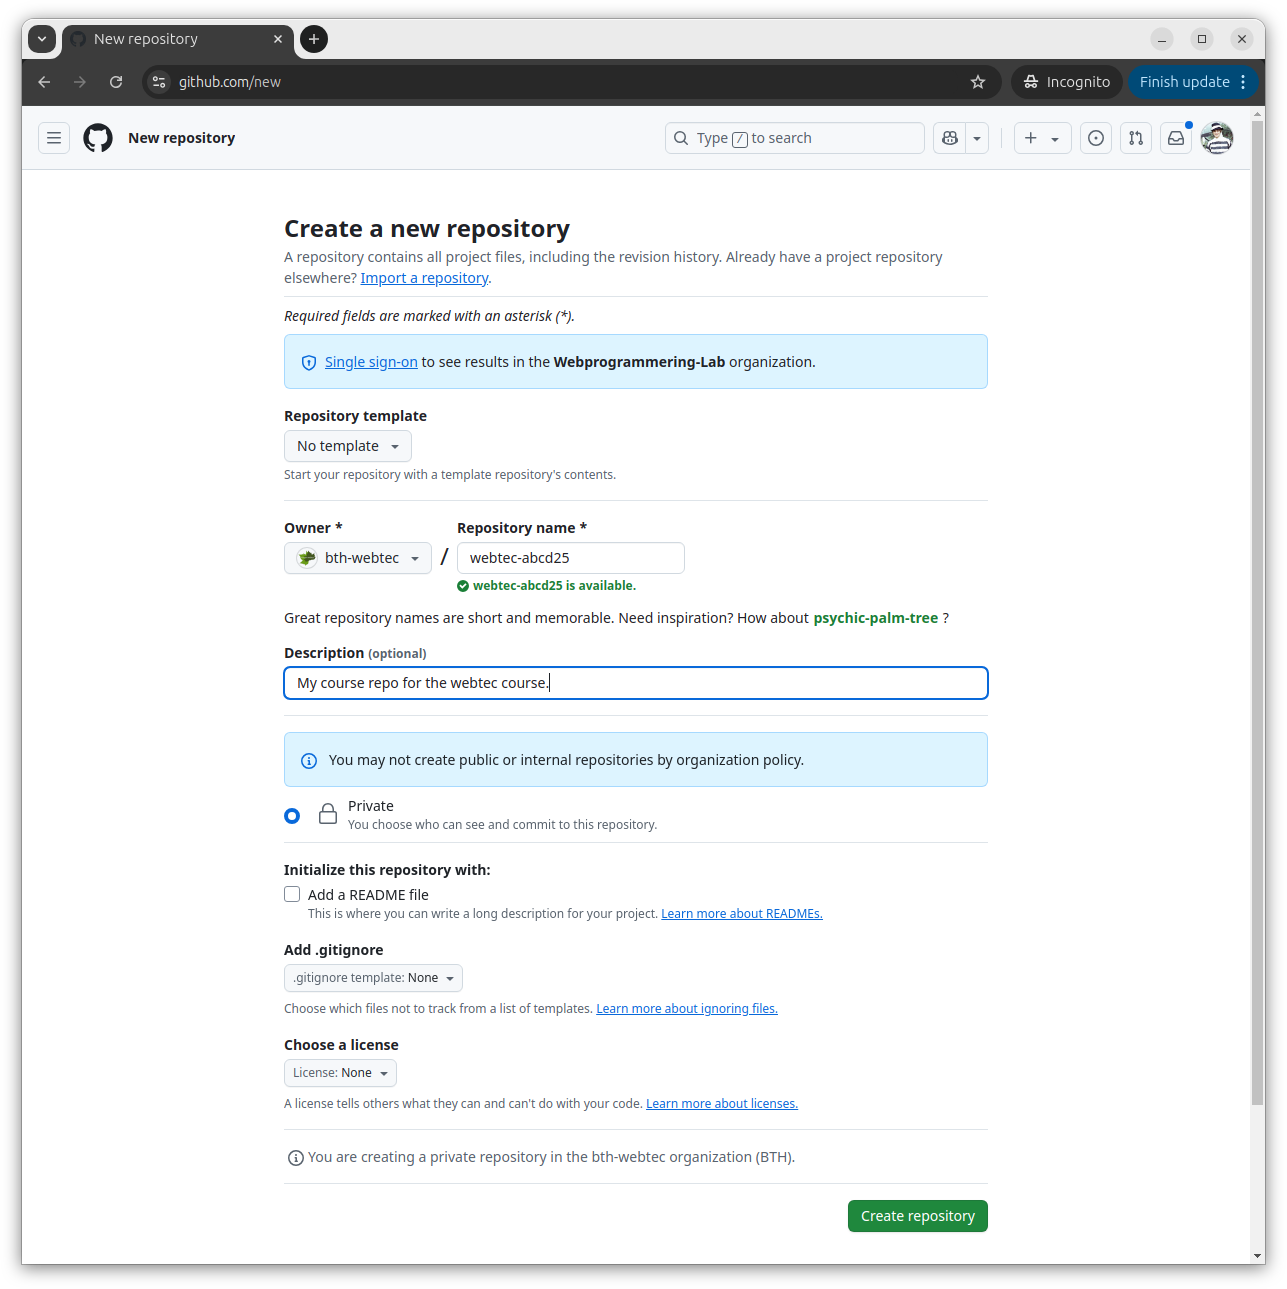 New repository
github.com/new
Incognito
Finish update
New repository
Type / to search
Create a new repository
A repository contains all project files, including the revision history. Already have a project repository
elsewhere? Import a repository.
Required fields are marked with an asterisk (*).
Single sign-on to see results in the Webprogrammering-Lab organization.
Repository template
No template
Start your repository with a template repository's contents.
Owner * Repository name *
bth-webtec / webtec-abcd25
webtec-abcd25 is available.
Great repository names are short and memorable. Need inspiration? How about psychic-palm-tree ?
Description (optional)
My course repo for the webtec course.
You may not create public or internal repositories by organization policy.
Private
You choose who can see and commit to this repository.
Initialize this repository with:
Add a README file
This is where you can write a long description for your project. Learn more about READMEs.
Add .gitignore
.gitignore template: None
Choose which files not to track from a list of templates. Learn more about ignoring files.
Choose a license
License: None
A license tells others what they can and can't do with your code. Learn more about licenses.
You are creating a private repository in the bth-webtec organization (BTH).
Create repository